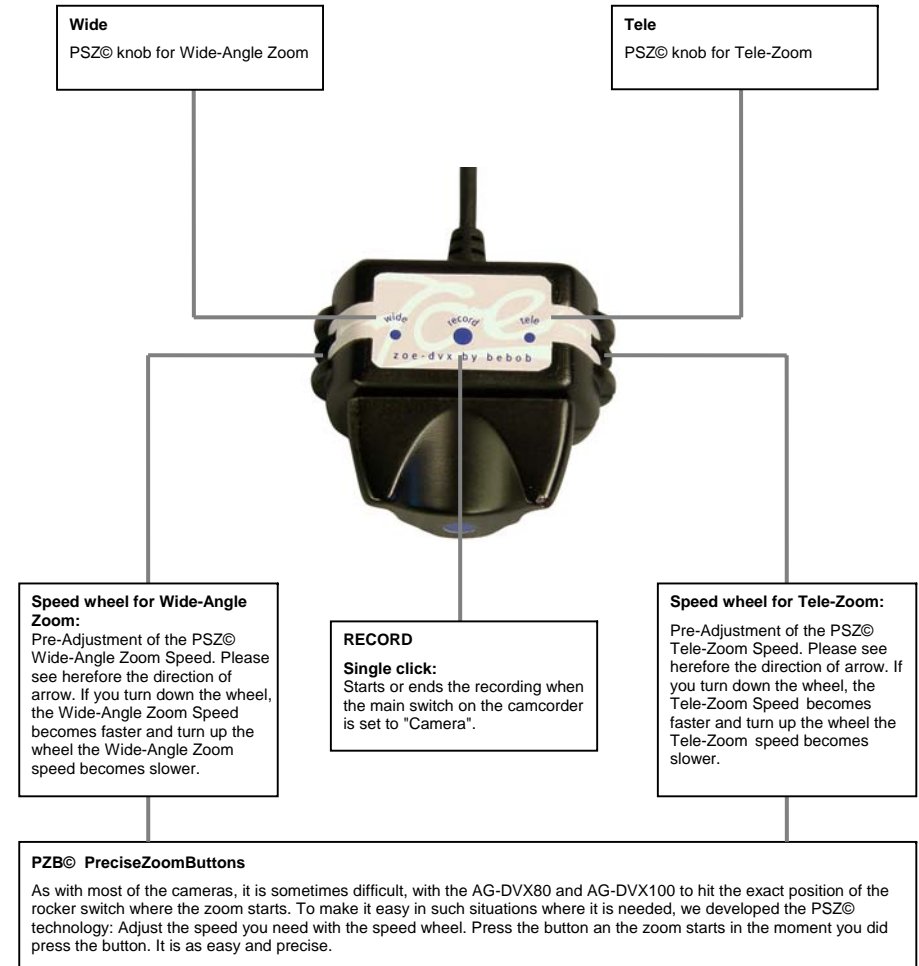 Wide
PSZ© knob for Wide-Angle Zoom
Tele
PSZ© knob for Tele-Zoom
wide
record
tele
zoe-dvx by bebob
Speed wheel for Wide-Angle
Zoom:
Pre-Adjustment of the PSZ©
Wide-Angle Zoom Speed. Please
see herefore the direction of
arrow. If you turn down the wheel,
the Wide-Angle Zoom Speed
becomes faster and turn up the
wheel the Wide-Angle Zoom
speed becomes slower.
RECORD
Single click:
Starts or ends the recording when
the main switch on the camcorder
is set to "Camera".
Speed wheel for Tele-Zoom:
Pre-Adjustment of the PSZ©
Tele-Zoom Speed. Please see
herefore the direction of arrow. If
you turn down the wheel, the
Tele-Zoom Speed becomes
faster and turn up the wheel the
Tele-Zoom speed becomes
slower.
PZB© PreciseZoomButtons
As with most of the cameras, it is sometimes difficult, with the AG-DVX80 and AG-DVX100 to hit the exact position of the
rocker switch where the zoom starts. To make it easy in such situations where it is needed, we developed the PSZ©
technology: Adjust the speed you need with the speed wheel. Press the button an the zoom starts in the moment you did
press the button. It is as easy and precise.